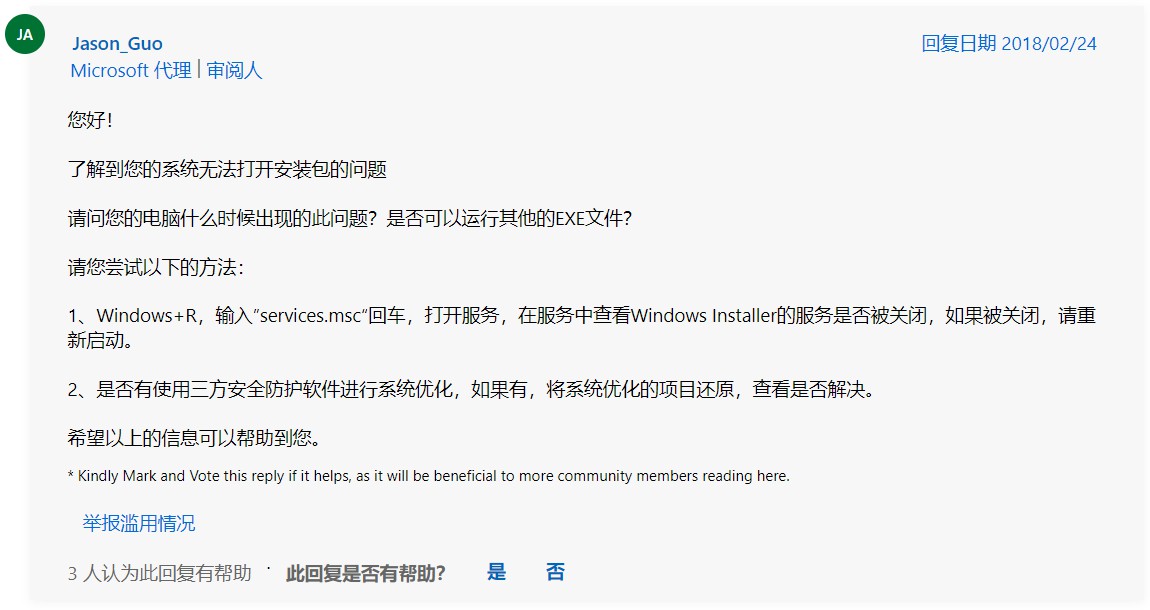 JA
Jason_Guo
回复日期 2018/02/24
Microsoft 代理 | 审阅人
您好!
了解到您的系统无法打开安装包的问题
请问您的电脑什么时候出现的此问题？是否可以运行其他的EXE文件？
请您尝试以下的方法：
1、Windows+R，输入”services.msc“回车，打开服务，在服务中查看Windows Installer的服务是否被关闭，如果被关闭，请重
新启动。
2、是否有使用三方安全防护软件进行系统优化，如果有，将系统优化的项目还原，查看是否解决。
希望以上的信息可以帮助到您。
* Kindly Mark and Vote this reply if it helps, as it will be beneficial to more community members reading here.
举报滥用情况
3 人认为此回复有帮助 · 此回复是否有帮助? 是 否